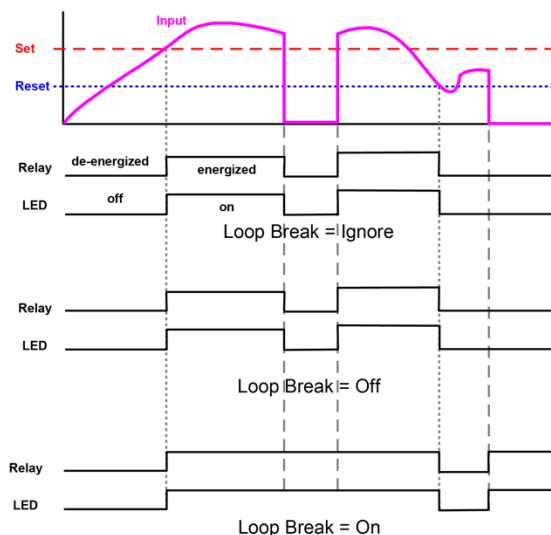 Input
Set
Reset
de-energized
energized
Relay
LED
off
on
Loop Break = Ignore
Relay
LED
Loop Break = Off
Relay
LED
Loop Break = On